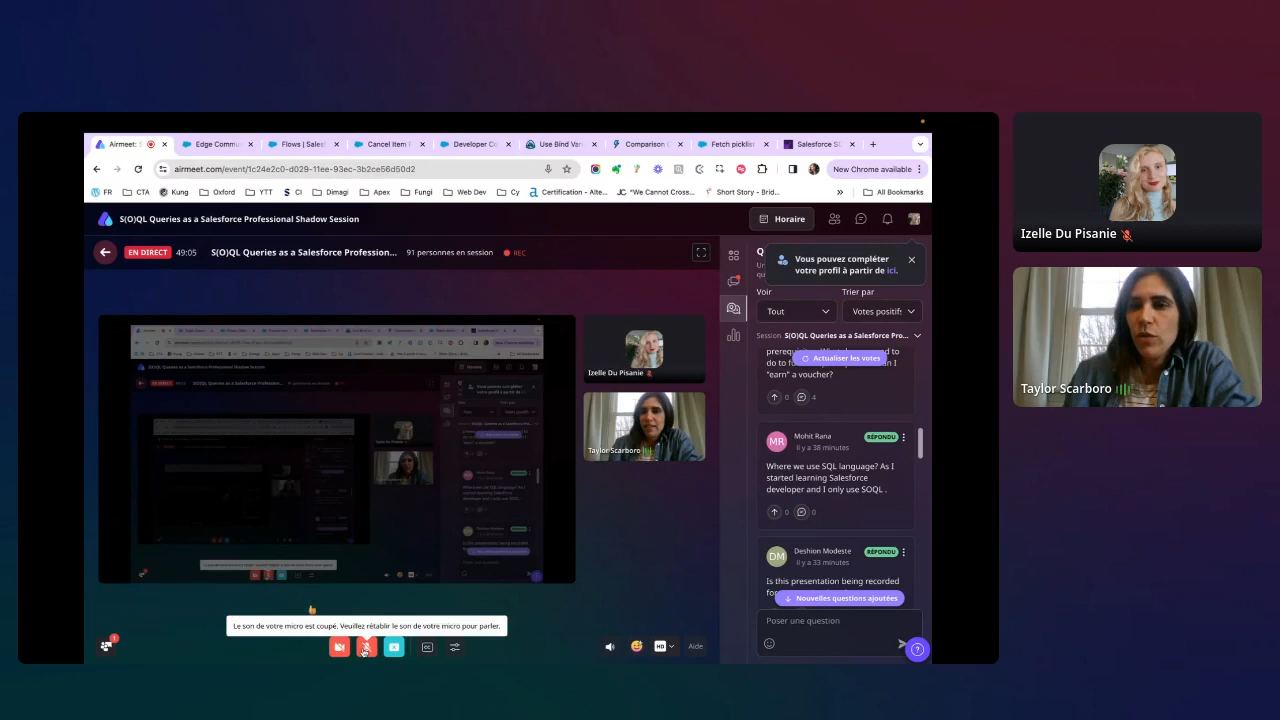 Airmeet: S
Edge Commu
Flows | Salesf
Cancel Item F
Developer Co
Use Bind Vari
Comparison O
Fetch picklist
Salesforce SO
airmeet.com/event/1c24e2c0-d029-11ee-93ec-3b2ce56d50d2
New Chrome available
FR
CTA
Kung
Oxford
YTT
CI
Dimagi
Apex
Fungi
Web Dev
Cy
Certification - Alte...
JC "We Cannot Cross...
Short Story - Brid...
»
All Bookmarks
S(O)QL Queries as a Salesforce Professional Shadow Session
Horaire
EN DIRECT
49:05
S(O)QL Queries as a Salesforce Profession...
91 personnes en session
REC
Vous pouvez compléter
votre profil à partir de ici.
Voir
Trier par
Tout
Votes positifs
Session S(O)QL Queries as a Salesforce Pro...
Actualiser les votes
"earn" a voucher?
0
4
MR
Mohit Rana
RÉPONDU
il y a 38 minutes
Where we use SQL language? As I
started learning Salesforce
developer and I only use SOQL .
0
0
DM
Deshion Modeste
RÉPONDU
il y a 33 minutes
Is this presentation being recorded
Nouvelles questions ajoutées
Poser une question
Izelle Du Pisanie
Taylor Scarboro
Le son de votre micro est coupé. Veuillez rétablir le son de votre micro pour parler.
1
CC
HD
Aide
?
Izelle Du Pisanie
Taylor Scarboro